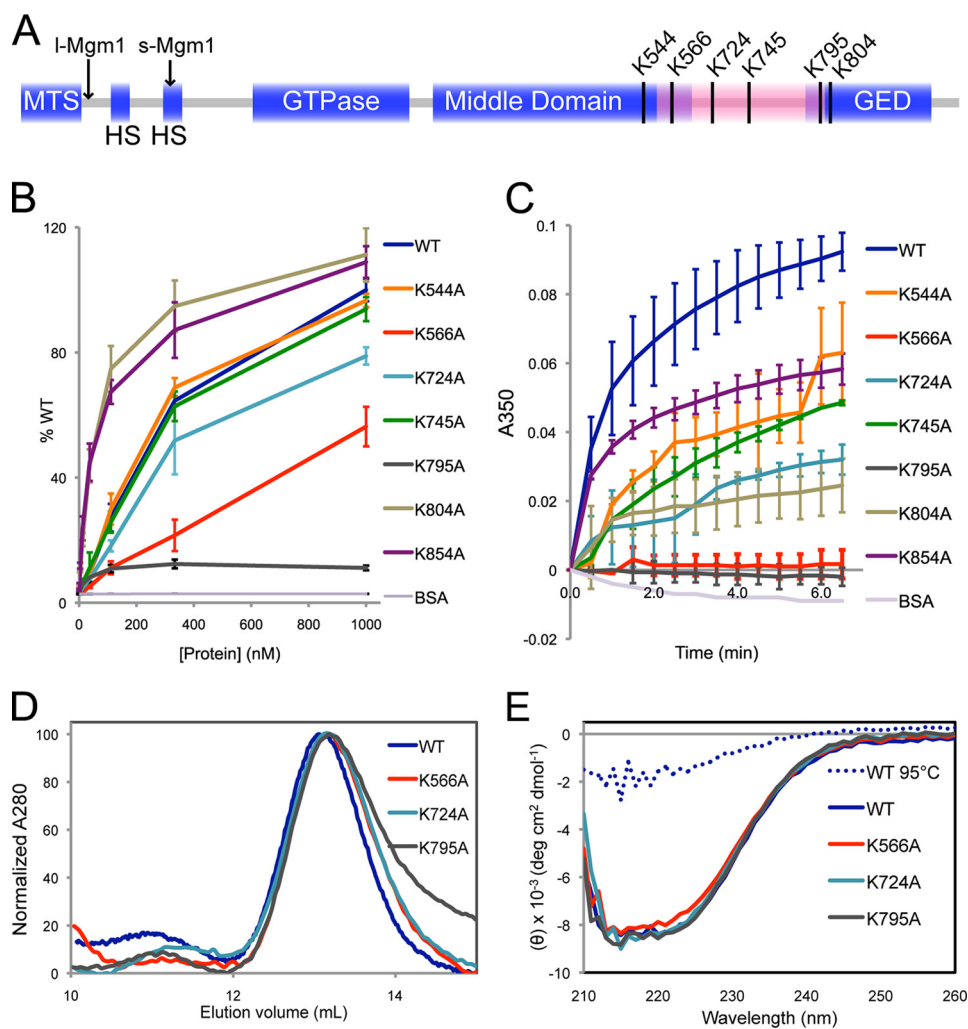 A
l-Mgm1
s-Mgm1
K544
K566
K724
K745
K795
K804
MTS
GTPase
Middle Domain
GED
HS
HS
B
120
80
40
0
% WT
0
200
400
600
800
1000
[Protein] (nM)
WT
K544A
K566A
K724A
K745A
K795A
K804A
K854A
BSA
C
0.1
0.08
0.06
0.04
0.02
0
-0.02
A350
0.0
2.0
4.0
6.0
Time (min)
WT
K544A
K566A
K724A
K745A
K795A
K804A
K854A
BSA
D
100
80
60
40
20
0
Normalized A280
10
12
14
Elution volume (mL)
WT
K566A
K724A
K795A
E
0
-2
-4
-6
-8
-10
(θ) x 10⁻³ (deg cm² dmol⁻¹)
210
220
230
240
250
260
Wavelength (nm)
WT 95°C
WT
K566A
K724A
K795A